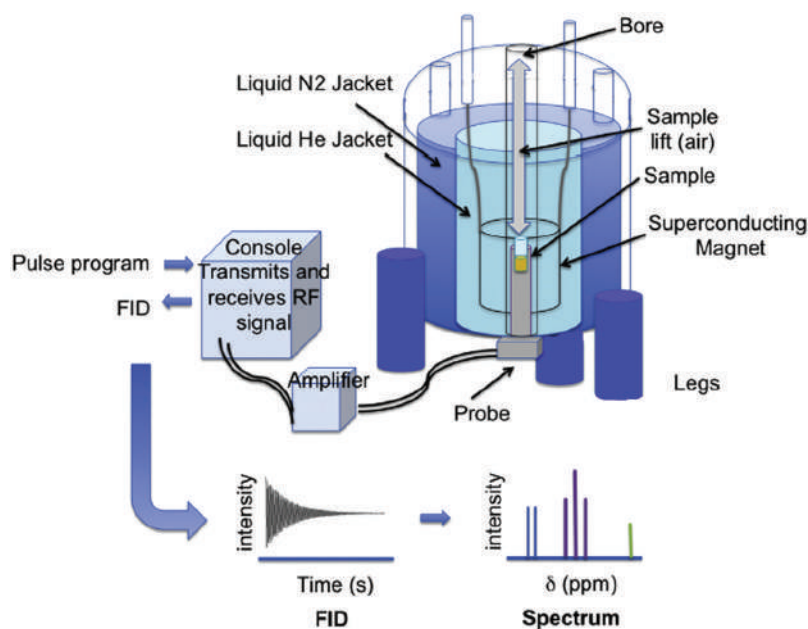 Bore
Liquid N2 Jacket
Liquid He Jacket
Sample
lift (air)
Sample
Superconducting
Magnet
Pulse program
FID
Console
Transmits and
receives RF
signal
Amplifier
Probe
Legs
intensity
Time (s)
FID
intensity
δ (ppm)
Spectrum